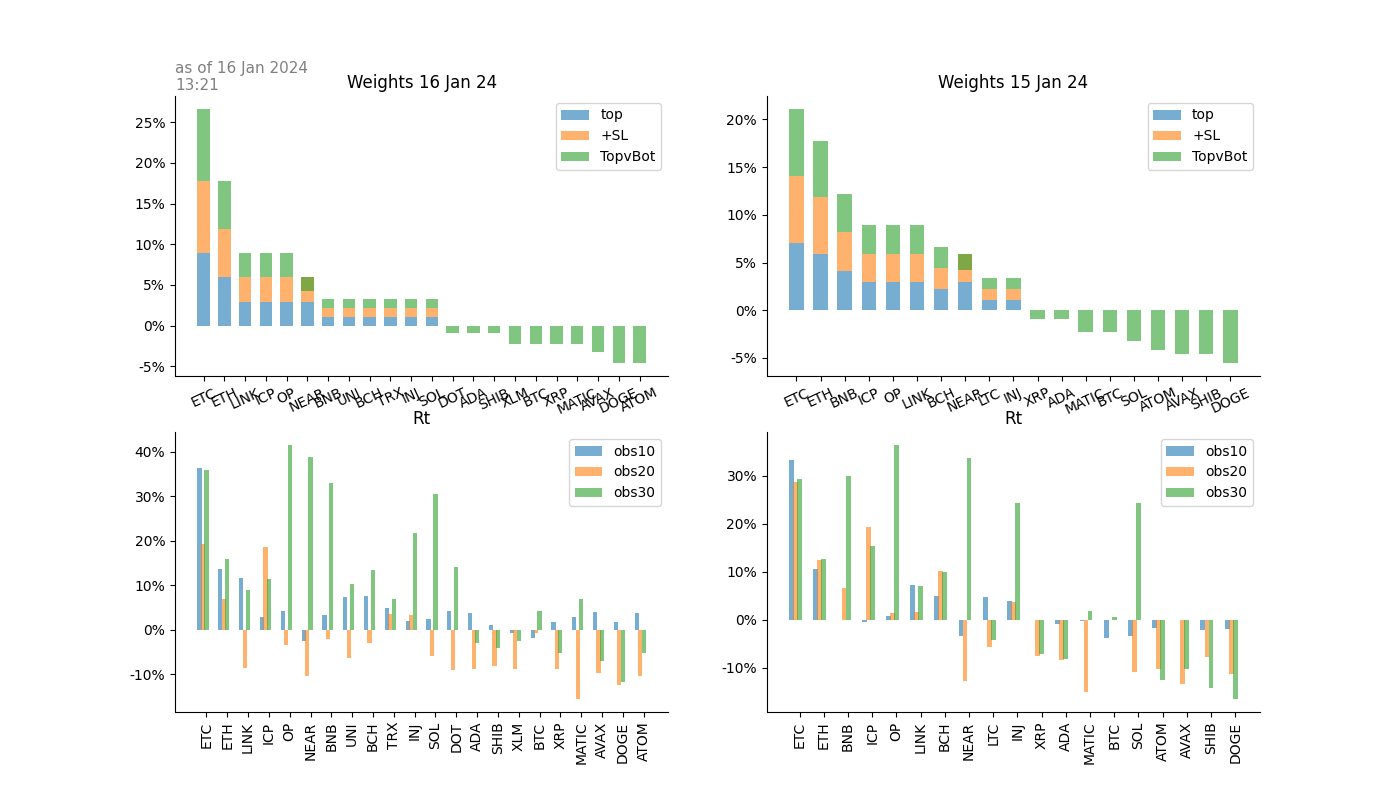 as of 16 Jan 2024
13:21
Weights 16 Jan 24
25%
20%
15%
10%
5%
0%
-5%
top
+SL
TopvBot
ETC ETH LINK ICP OP NEAR BNB UNI BCH TRX INJ SOL DOT ADA SHIB XLM BTC XRP MATIC AVAX DOGE ATOM
Weights 15 Jan 24
20%
15%
10%
5%
0%
-5%
top
+SL
TopvBot
ETC ETH BNB ICP OP LINK BCH NEAR LTC INJ XRP ADA MATIC BTC SOL ATOM AVAX SHIB DOGE
Rt
40%
30%
20%
10%
0%
-10%
obs10
obs20
obs30
ETC ETH LINK ICP OP NEAR BNB UNI BCH TRX INJ SOL DOT ADA SHIB XLM BTC XRP MATIC AVAX DOGE ATOM
Rt
30%
20%
10%
0%
-10%
obs10
obs20
obs30
ETC ETH BNB ICP OP LINK BCH NEAR LTC INJ XRP ADA MATIC BTC SOL ATOM AVAX SHIB DOGE